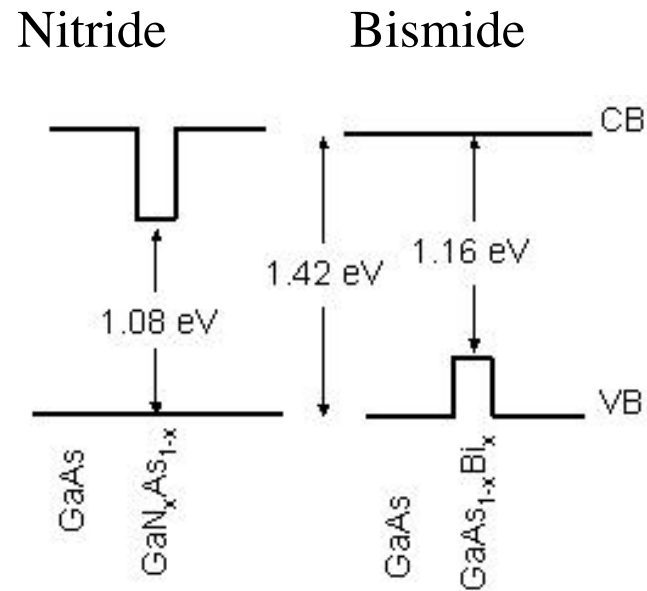 Nitride
Bismide
CB
1.16 eV
1.42 eV
1.08 eV
VB
GaAs
GaNₓAs₁₋ₓ
GaAs
GaAs₁₋ₓBiₓ